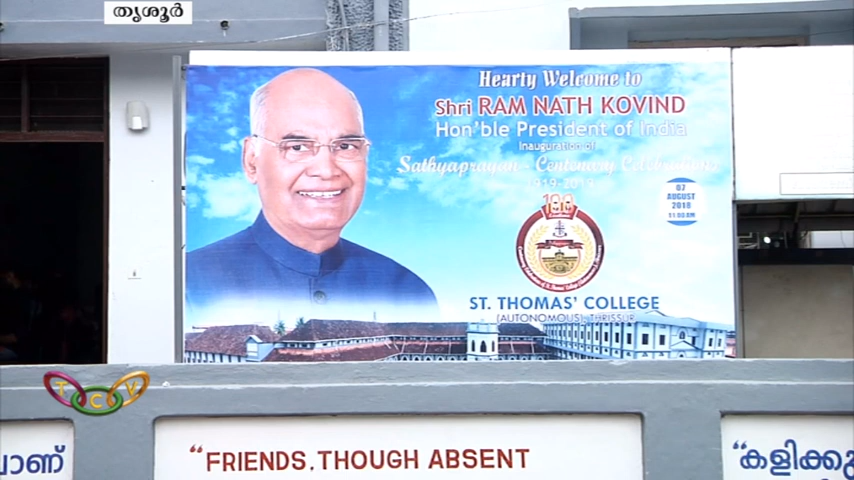 തൃശൂർ
Hearty Welcome to
Shri RAM NATH KOVIND
Hon'ble President of India
Inauguration of
Sathyaprayan - Centenary Celebrations
1919-2019
07
AUGUST
2018
11:00 AM
100
ST. THOMAS' COLLEGE
(AUTONOMOUS), THRISSUR
TCV
"FRIENDS, THOUGH ABSENT
"കളിക്കു